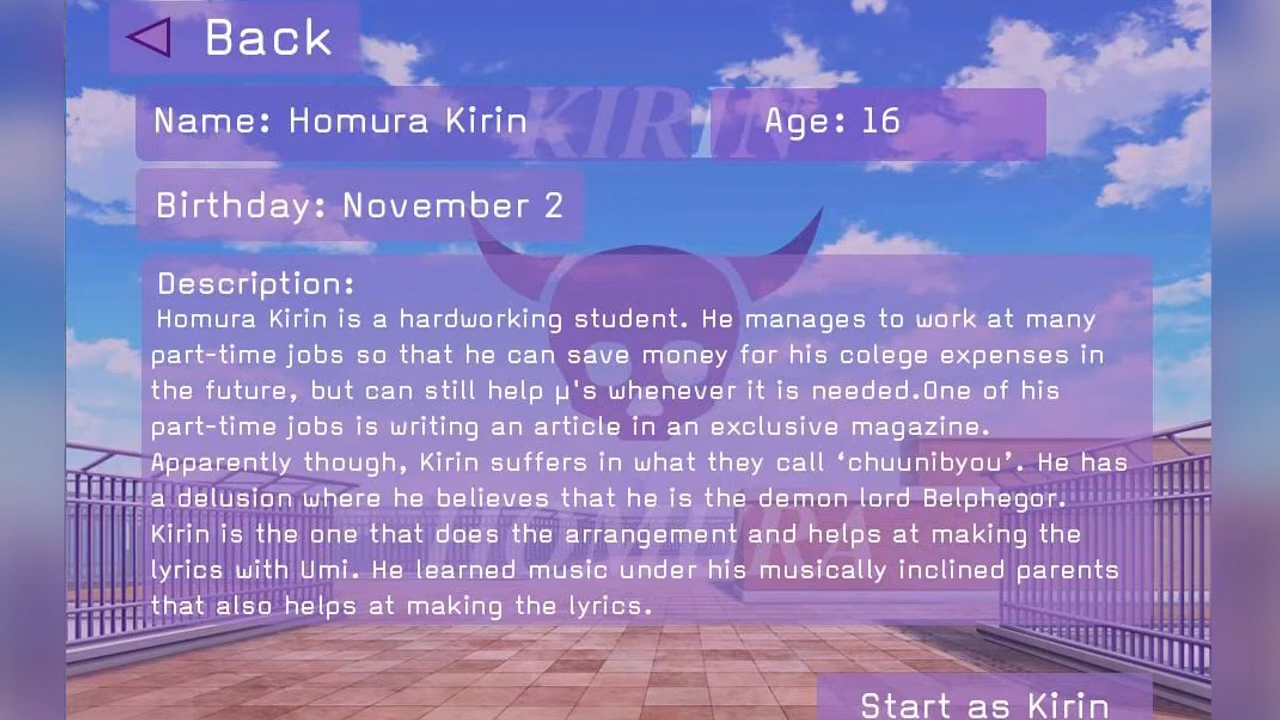 Back
KIRIN
Name: Homura Kirin
Age: 16
Birthday: November 2
Description:
Homura Kirin is a hardworking student. He manages to work at many
part-time jobs so that he can save money for his colege expenses in
the future, but can still help µ's whenever it is needed.One of his
part-time jobs is writing an article in an exclusive magazine.
Apparently though, Kirin suffers in what they call ‘chuunibyou’. He has
a delusion where he believes that he is the demon lord Belphegor.
Kirin is the one that does the arrangement and helps at making the
lyrics with Umi. He learned music under his musically inclined parents
that also helps at making the lyrics.
HOMURA
Start as Kirin